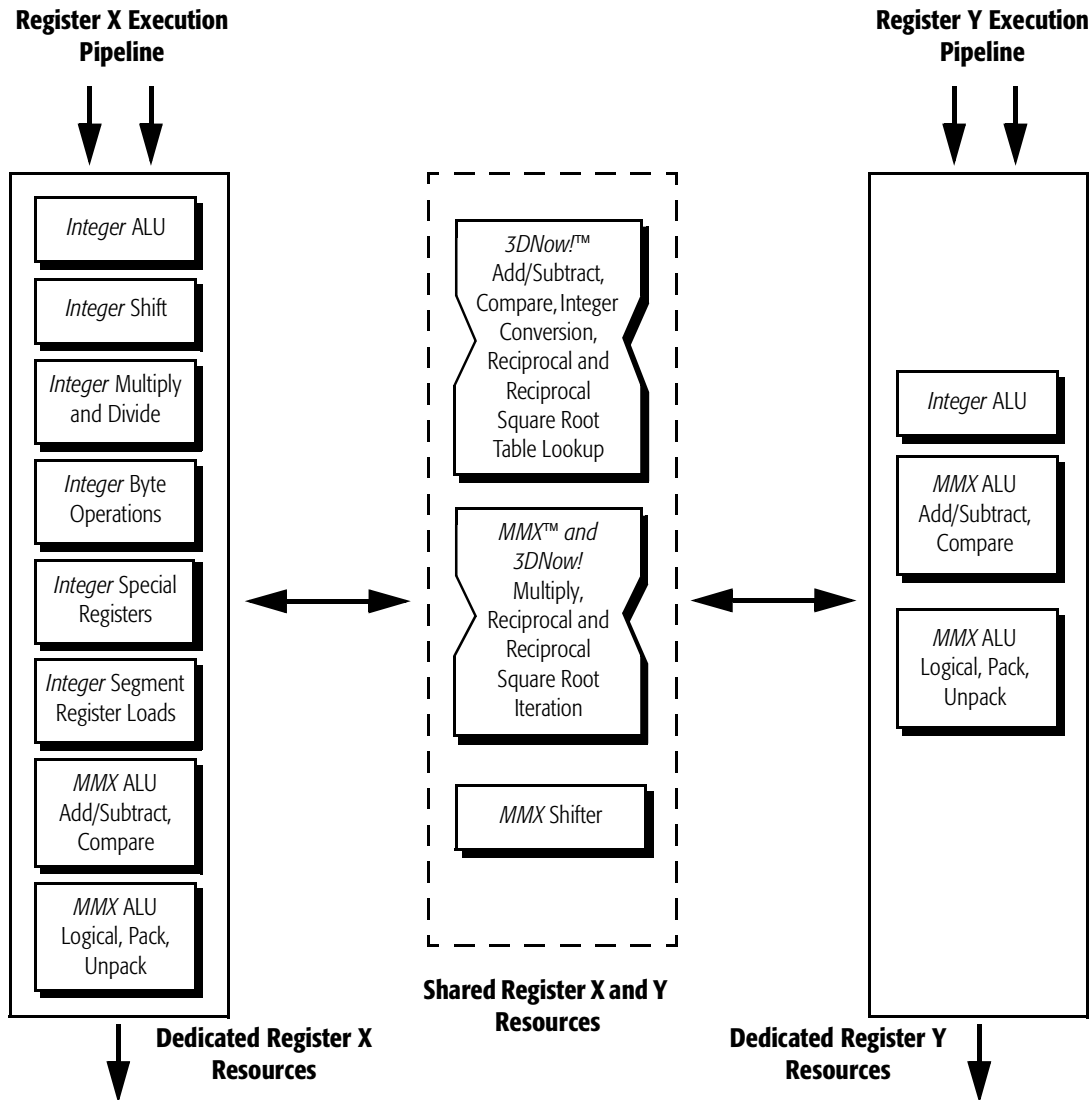 Register X Execution
Pipeline
Register Y Execution
Pipeline
Integer ALU
Integer Shift
Integer Multiply
and Divide
Integer Byte
Operations
Integer Special
Registers
Integer Segment
Register Loads
MMX ALU
Add/Subtract,
Compare
MMX ALU
Logical, Pack,
Unpack
Dedicated Register X
Resources
3DNow!™
Add/Subtract,
Compare, Integer
Conversion,
Reciprocal and
Reciprocal
Square Root
Table Lookup
MMX™ and
3DNow!
Multiply,
Reciprocal and
Reciprocal
Square Root
Iteration
MMX Shifter
Shared Register X and Y
Resources
Integer ALU
MMX ALU
Add/Subtract,
Compare
MMX ALU
Logical, Pack,
Unpack
Dedicated Register Y
Resources